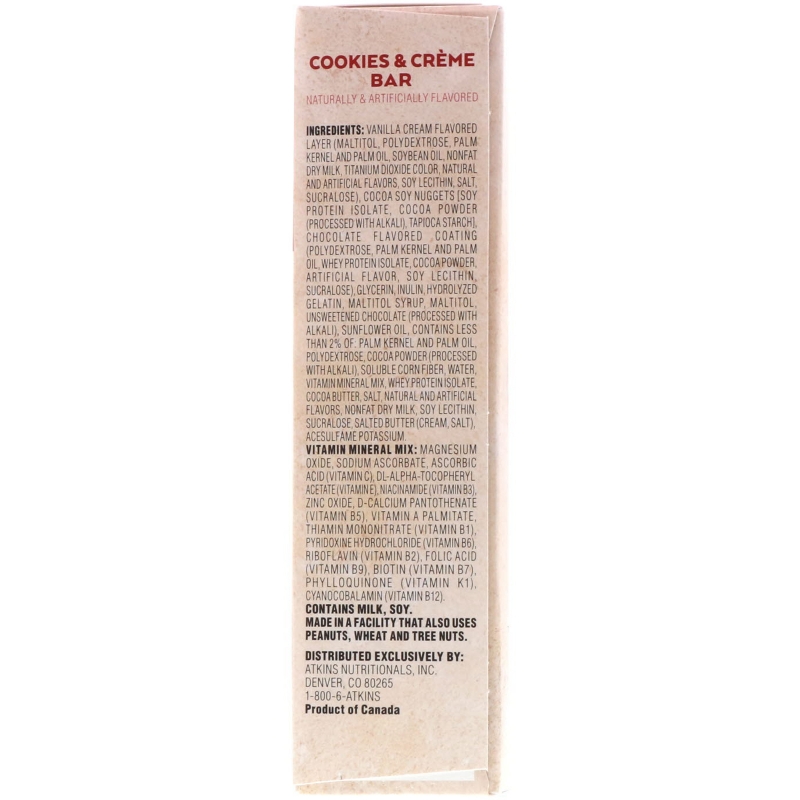 COOKIES & CRÈME
BAR
NATURALLY & ARTIFICIALLY FLAVORED
INGREDIENTS: VANILLA CREAM FLAVORED
LAYER (MALTITOL, POLYDEXTROSE, PALM
KERNEL AND PALM OIL, SOYBEAN OIL, NONFAT
DRY MILK, TITANIUM DIOXIDE COLOR, NATURAL
AND ARTIFICIAL FLAVORS, SOY LECITHIN, SALT,
SUCRALOSE), COCOA SOY NUGGETS [SOY
PROTEIN ISOLATE, COCOA POWDER
(PROCESSED WITH ALKALI), TAPIOCA STARCH],
CHOCOLATE FLAVORED COATING
(POLYDEXTROSE, PALM KERNEL AND PALM
OIL, WHEY PROTEIN ISOLATE, COCOA POWDER,
ARTIFICIAL FLAVOR, SOY LECITHIN,
SUCRALOSE), GLYCERIN, INULIN, HYDROLYZED
GELATIN, MALTITOL SYRUP, MALTITOL,
UNSWEETENED CHOCOLATE (PROCESSED WITH
ALKALI), SUNFLOWER OIL, CONTAINS LESS
THAN 2% OF: PALM KERNEL AND PALM OIL,
POLYDEXTROSE, COCOA POWDER (PROCESSED
WITH ALKALI), SOLUBLE CORN FIBER, WATER,
VITAMIN MINERAL MIX, WHEY PROTEIN ISOLATE,
COCOA BUTTER, SALT, NATURAL AND ARTIFICIAL
FLAVORS, NONFAT DRY MILK, SOY LECITHIN,
SUCRALOSE, SALTED BUTTER (CREAM, SALT),
ACESULFAME POTASSIUM.
VITAMIN MINERAL MIX: MAGNESIUM
OXIDE, SODIUM ASCORBATE, ASCORBIC
ACID (VITAMIN C), DL-ALPHA-TOCOPHERYL
ACETATE (VITAMIN E), NIACINAMIDE (VITAMIN B3),
ZINC OXIDE, D-CALCIUM PANTOTHENATE
(VITAMIN B5), VITAMIN A PALMITATE,
THIAMIN MONONITRATE (VITAMIN B1),
PYRIDOXINE HYDROCHLORIDE (VITAMIN B6),
RIBOFLAVIN (VITAMIN B2), FOLIC ACID
(VITAMIN B9), BIOTIN (VITAMIN B7),
PHYLLOQUINONE (VITAMIN K1),
CYANOCOBALAMIN (VITAMIN B12).
CONTAINS MILK, SOY.
MADE IN A FACILITY THAT ALSO USES
PEANUTS, WHEAT AND TREE NUTS.
DISTRIBUTED EXCLUSIVELY BY:
ATKINS NUTRITIONALS, INC.
DENVER, CO 80265
1-800-6-ATKINS
Product of Canada